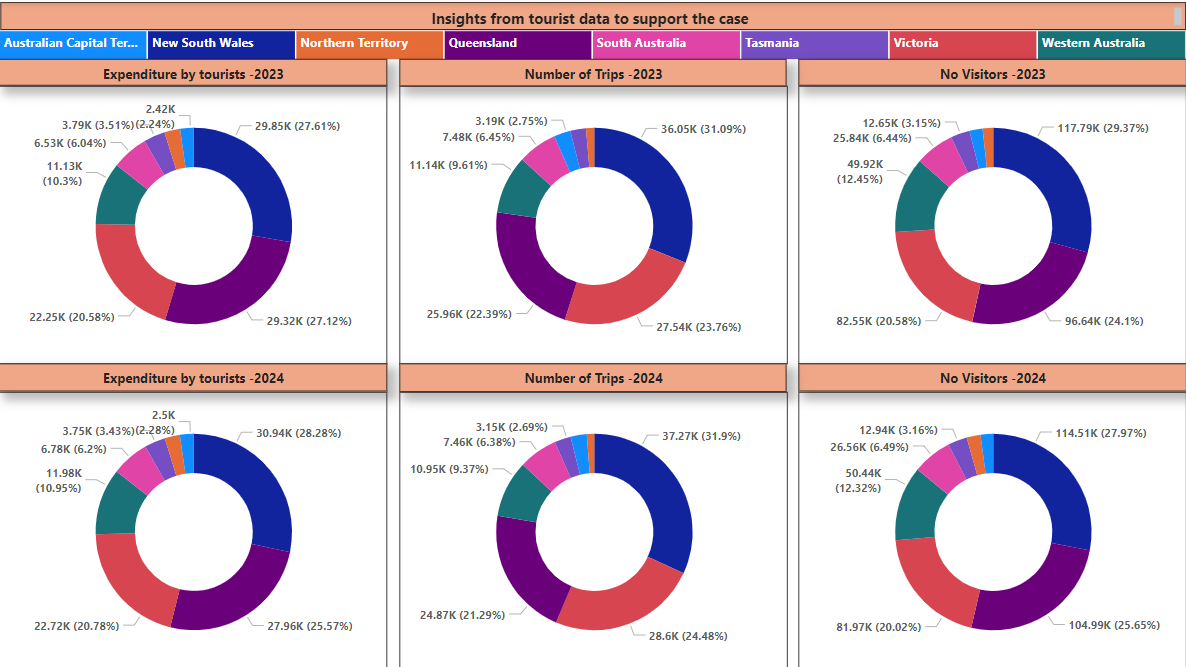 Insights from tourist data to support the case
Australian Capital Ter... New South Wales Northern Territory Queensland South Australia Tasmania Victoria Western Australia
Expenditure by tourists -2023
2.42K
(2.24%)
3.79K (3.51%)
6.53K (6.04%)
11.13K
(10.3%)
22.25K (20.58%)
29.85K (27.61%)
29.32K (27.12%)
Number of Trips -2023
3.19K (2.75%)
7.48K (6.45%)
11.14K (9.61%)
25.96K (22.39%)
36.05K (31.09%)
27.54K (23.76%)
No Visitors -2023
12.65K (3.15%)
25.84K (6.44%)
49.92K
(12.45%)
82.55K (20.58%)
117.79K (29.37%)
96.64K (24.1%)
Expenditure by tourists -2024
2.5K
(2.28%)
3.75K (3.43%)
6.78K (6.2%)
11.98K
(10.95%)
22.72K (20.78%)
30.94K (28.28%)
27.96K (25.57%)
Number of Trips -2024
3.15K (2.69%)
7.46K (6.38%)
10.95K (9.37%)
24.87K (21.29%)
37.27K (31.9%)
28.6K (24.48%)
No Visitors -2024
12.94K (3.16%)
26.56K (6.49%)
50.44K
(12.32%)
81.97K (20.02%)
114.51K (27.97%)
104.99K (25.65%)